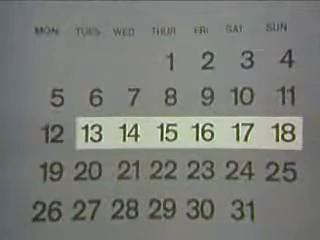 MON TUES WED THUR FRI SAT SUN
1 2 3 4
5 6 7 8 9 10 11
12 13 14 15 16 17 18
19 20 21 22 23 24 25
26 27 28 29 30 31